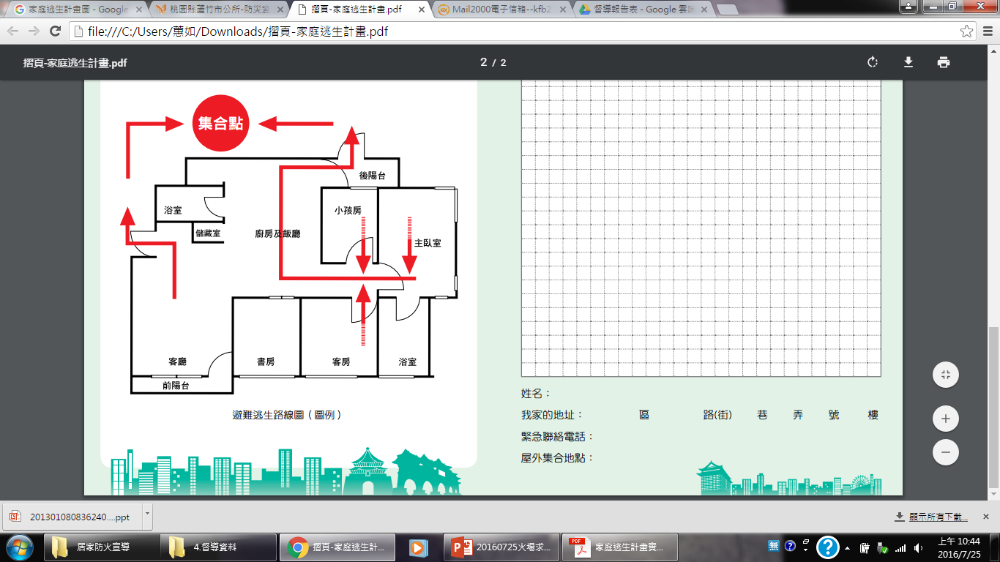 家庭逃生計畫圖 - Google
桃園縣蘆竹市公所-防災資
摺頁-家庭逃生計畫.pdf
Mail2000電子信箱--kfb2
督導報告表 - Google 雲端
file:///C:/Users/蕙如/Downloads/摺頁-家庭逃生計畫.pdf
摺頁-家庭逃生計畫.pdf
2 / 2
集合點
後陽台
浴室
小孩房
儲藏室
廚房及飯廳
主臥室
客廳
書房
客房
浴室
前陽台
避難逃生路線圖（圖例）
姓名：
我家的地址： 區 路(街) 巷 弄 號 樓
緊急聯絡電話：
屋外集合地點：
201301080836240....ppt
顯示所有下載...
居家防火宣導
4.督導資料
摺頁-家庭逃生計...
20160725火場求...
家庭逃生計畫實...
無
上午 10:44
2016/7/25